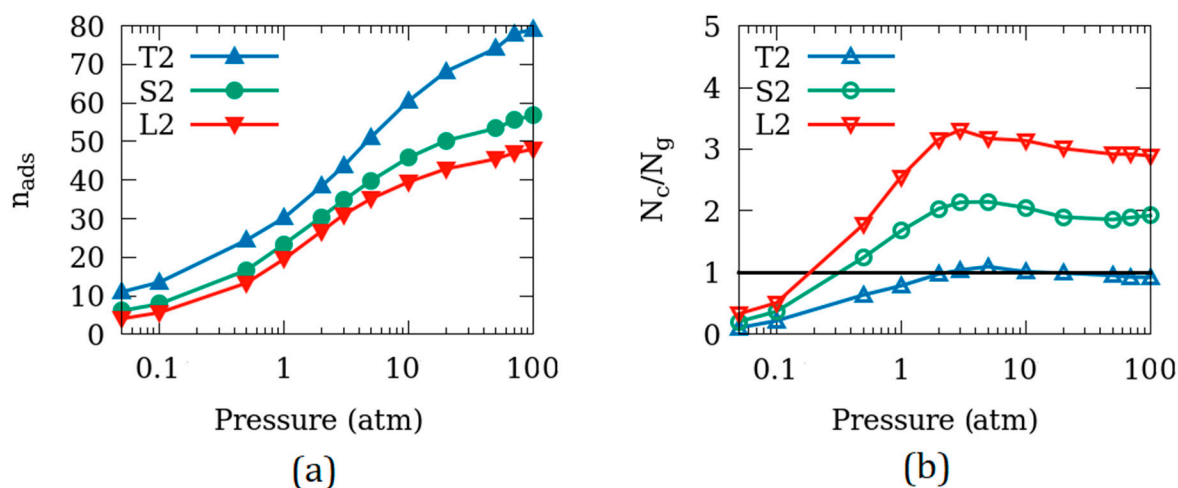 80
70
60
50
40
30
20
10
0
n_ads
T2
S2
L2
0.1 1 10 100
Pressure (atm)
(a)
5
4
3
2
1
0
N_c/N_g
T2
S2
L2
0.1 1 10 100
Pressure (atm)
(b)